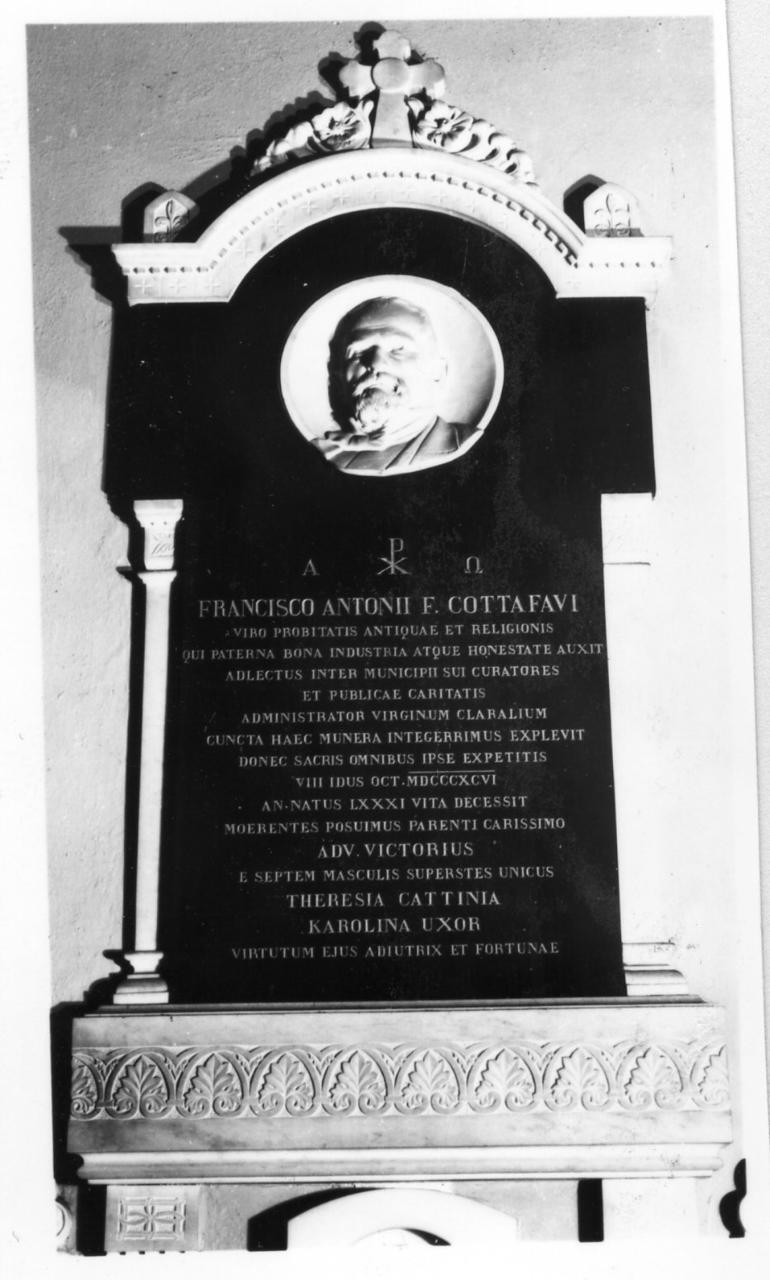 Α ☧ Ω
FRANCISCO ANTONII F. COTTAFAVI
VIRO PROBITATIS ANTIQUAE ET RELIGIONIS
QUI PATERNA BONA INDUSTRIA ATQUE HONESTATE AUXIT
ADLECTUS INTER MUNICIPII SUI CURATORES
ET PUBLICAE CARITATIS
ADMINISTRATOR VIRGINUM CLARALIUM
CUNCTA HAEC MUNERA INTEGERRIMUS EXPLEVIT
DONEC SACRIS OMNIBUS IPSE EXPETITIS
VIII IDUS OCT. MDCCCXCVI
AN. NATUS LXXXI VITA DECESSIT
MOERENTES POSUIMUS PARENTI CARISSIMO
ADV. VICTORIUS
E SEPTEM MASCULIS SUPERSTES UNICUS
THERESIA CATTINIA
KAROLINA UXOR
VIRTUTUM EJUS ADIUTRIX ET FORTUNAE